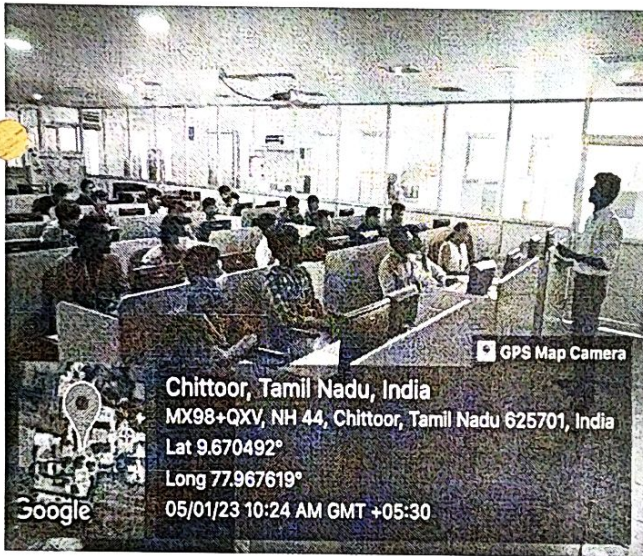 GPS Map Camera
Chittoor, Tamil Nadu, India
MX98+QXV, NH 44, Chittoor, Tamil Nadu 625701, India
Lat 9.670492°
Long 77.967619°
05/01/23 10:24 AM GMT +05:30
Google